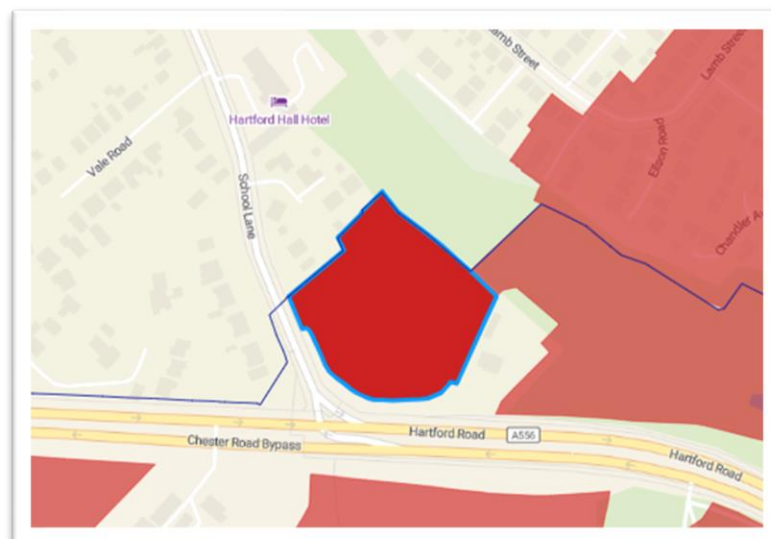 Lamb Street
Lamb Street
Hartford Hall Hotel
Vale Road
Eilson Road
School Lane
Hartford Road
A556
Chester Road Bypass
Hartford Road